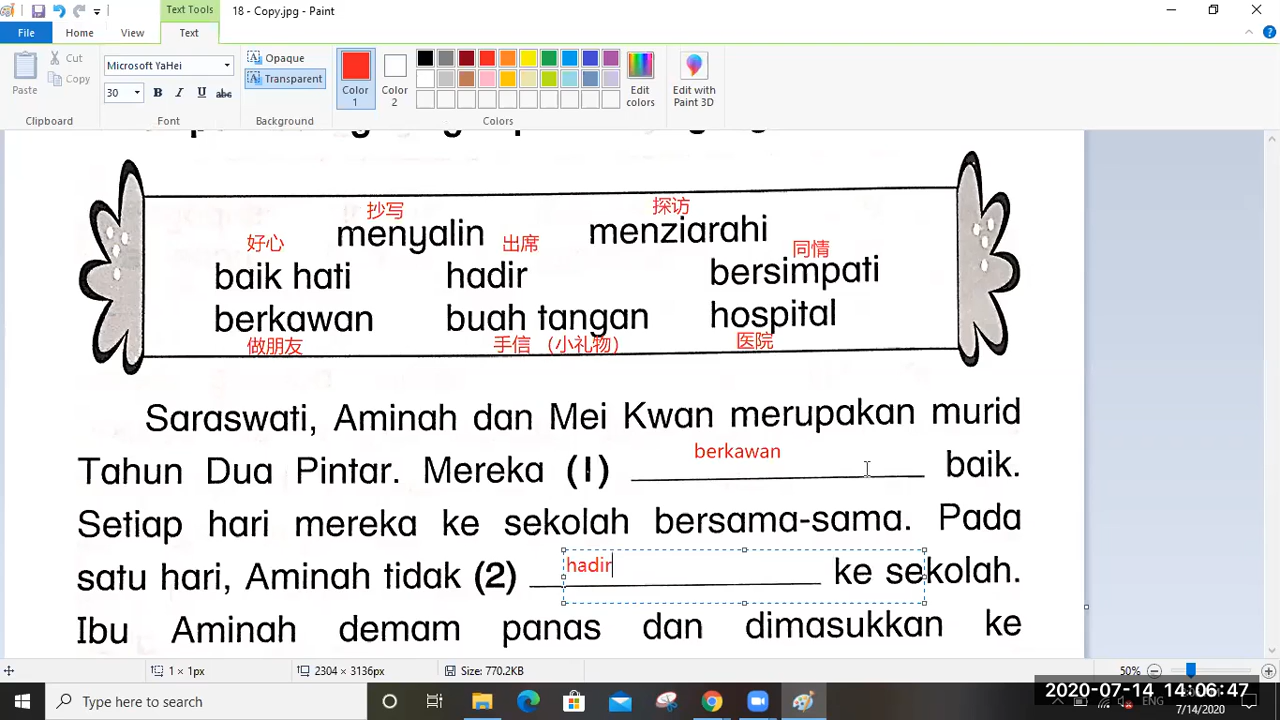 Text Tools
18 - Copy.jpg - Paint
File
Home
View
Text
Paste
Cut
Copy
Clipboard
Microsoft YaHei
30
B I U abc
Font
Opaque
Transparent
Background
Color 1
Color 2
Edit colors
Colors
Edit with Paint 3D
抄写
探访
menyalin
menziarahi
好心
出席
同情
baik hati
hadir
bersimpati
berkawan
buah tangan
hospital
做朋友
手信 （小礼物）
医院
Saraswati, Aminah dan Mei Kwan merupakan murid
berkawan
Tahun Dua Pintar. Mereka (1) ____ baik.
Setiap hari mereka ke sekolah bersama-sama. Pada
hadir
satu hari, Aminah tidak (2) ____ ke sekolah.
Ibu Aminah demam panas dan dimasukkan ke
1 × 1px
2304 × 3136px
Size: 770.2KB
50%
Type here to search
ENG
2020-07-14 14:06:47
7/14/2020